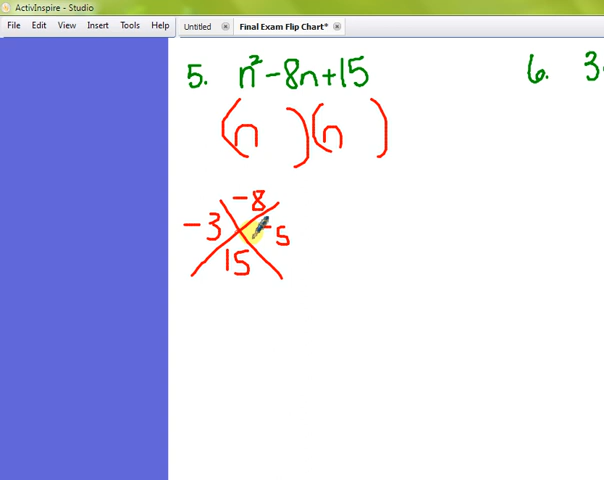 ActivInspire - Studio
File Edit View Insert Tools Help
Untitled Final Exam Flip Chart*
5. n² - 8n + 15 6. 3
(n )(n )
-8
-3 -5
15